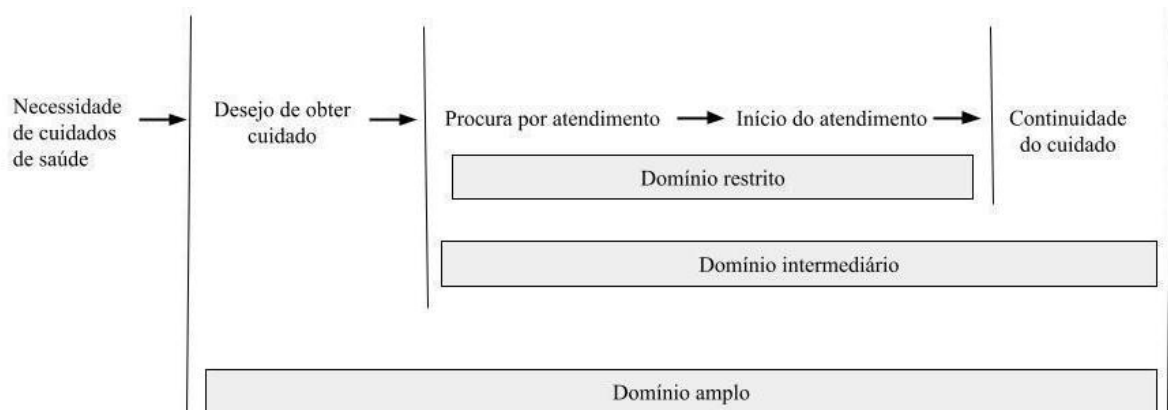 Necessidade
de cuidados
de saúde
Desejo de obter
cuidado
Procura por atendimento
Início do atendimento
Continuidade
do cuidado
Domínio restrito
Domínio intermediário
Domínio amplo